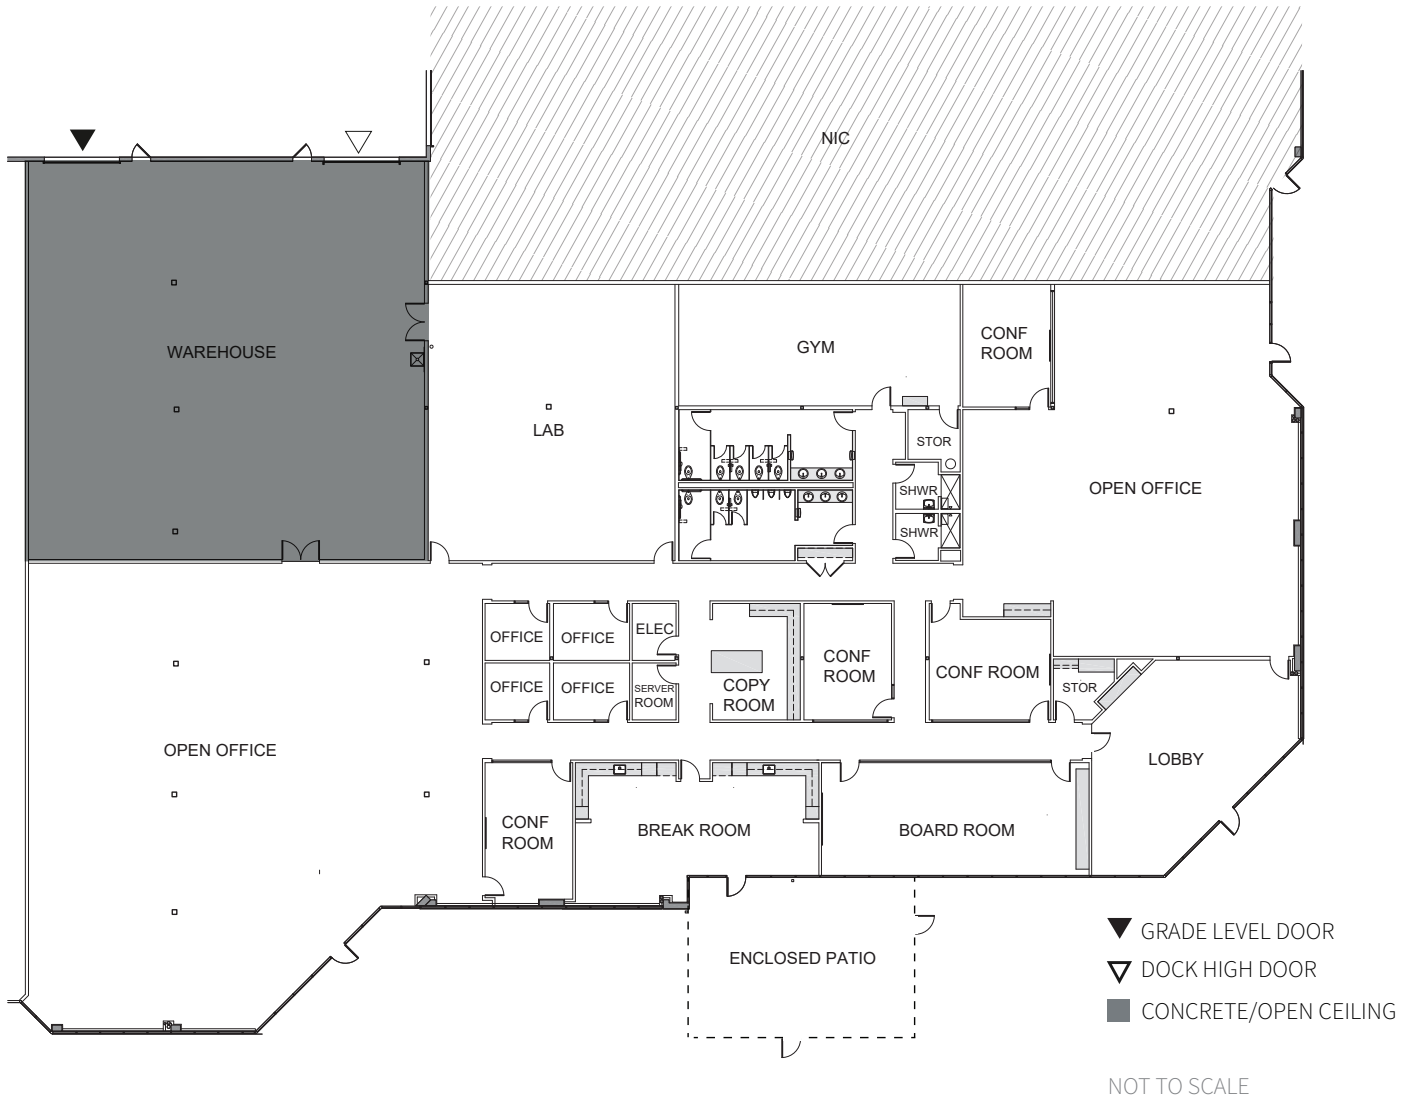 NIC
WAREHOUSE
GYM
CONF
ROOM
LAB
STOR
OPEN OFFICE
SHWR
SHWR
OFFICE
OFFICE
ELEC
OFFICE
OFFICE
SERVER
ROOM
COPY
ROOM
CONF
ROOM
CONF ROOM
STOR
OPEN OFFICE
LOBBY
CONF
ROOM
BREAK ROOM
BOARD ROOM
ENCLOSED PATIO
GRADE LEVEL DOOR
DOCK HIGH DOOR
CONCRETE/OPEN CEILING
NOT TO SCALE